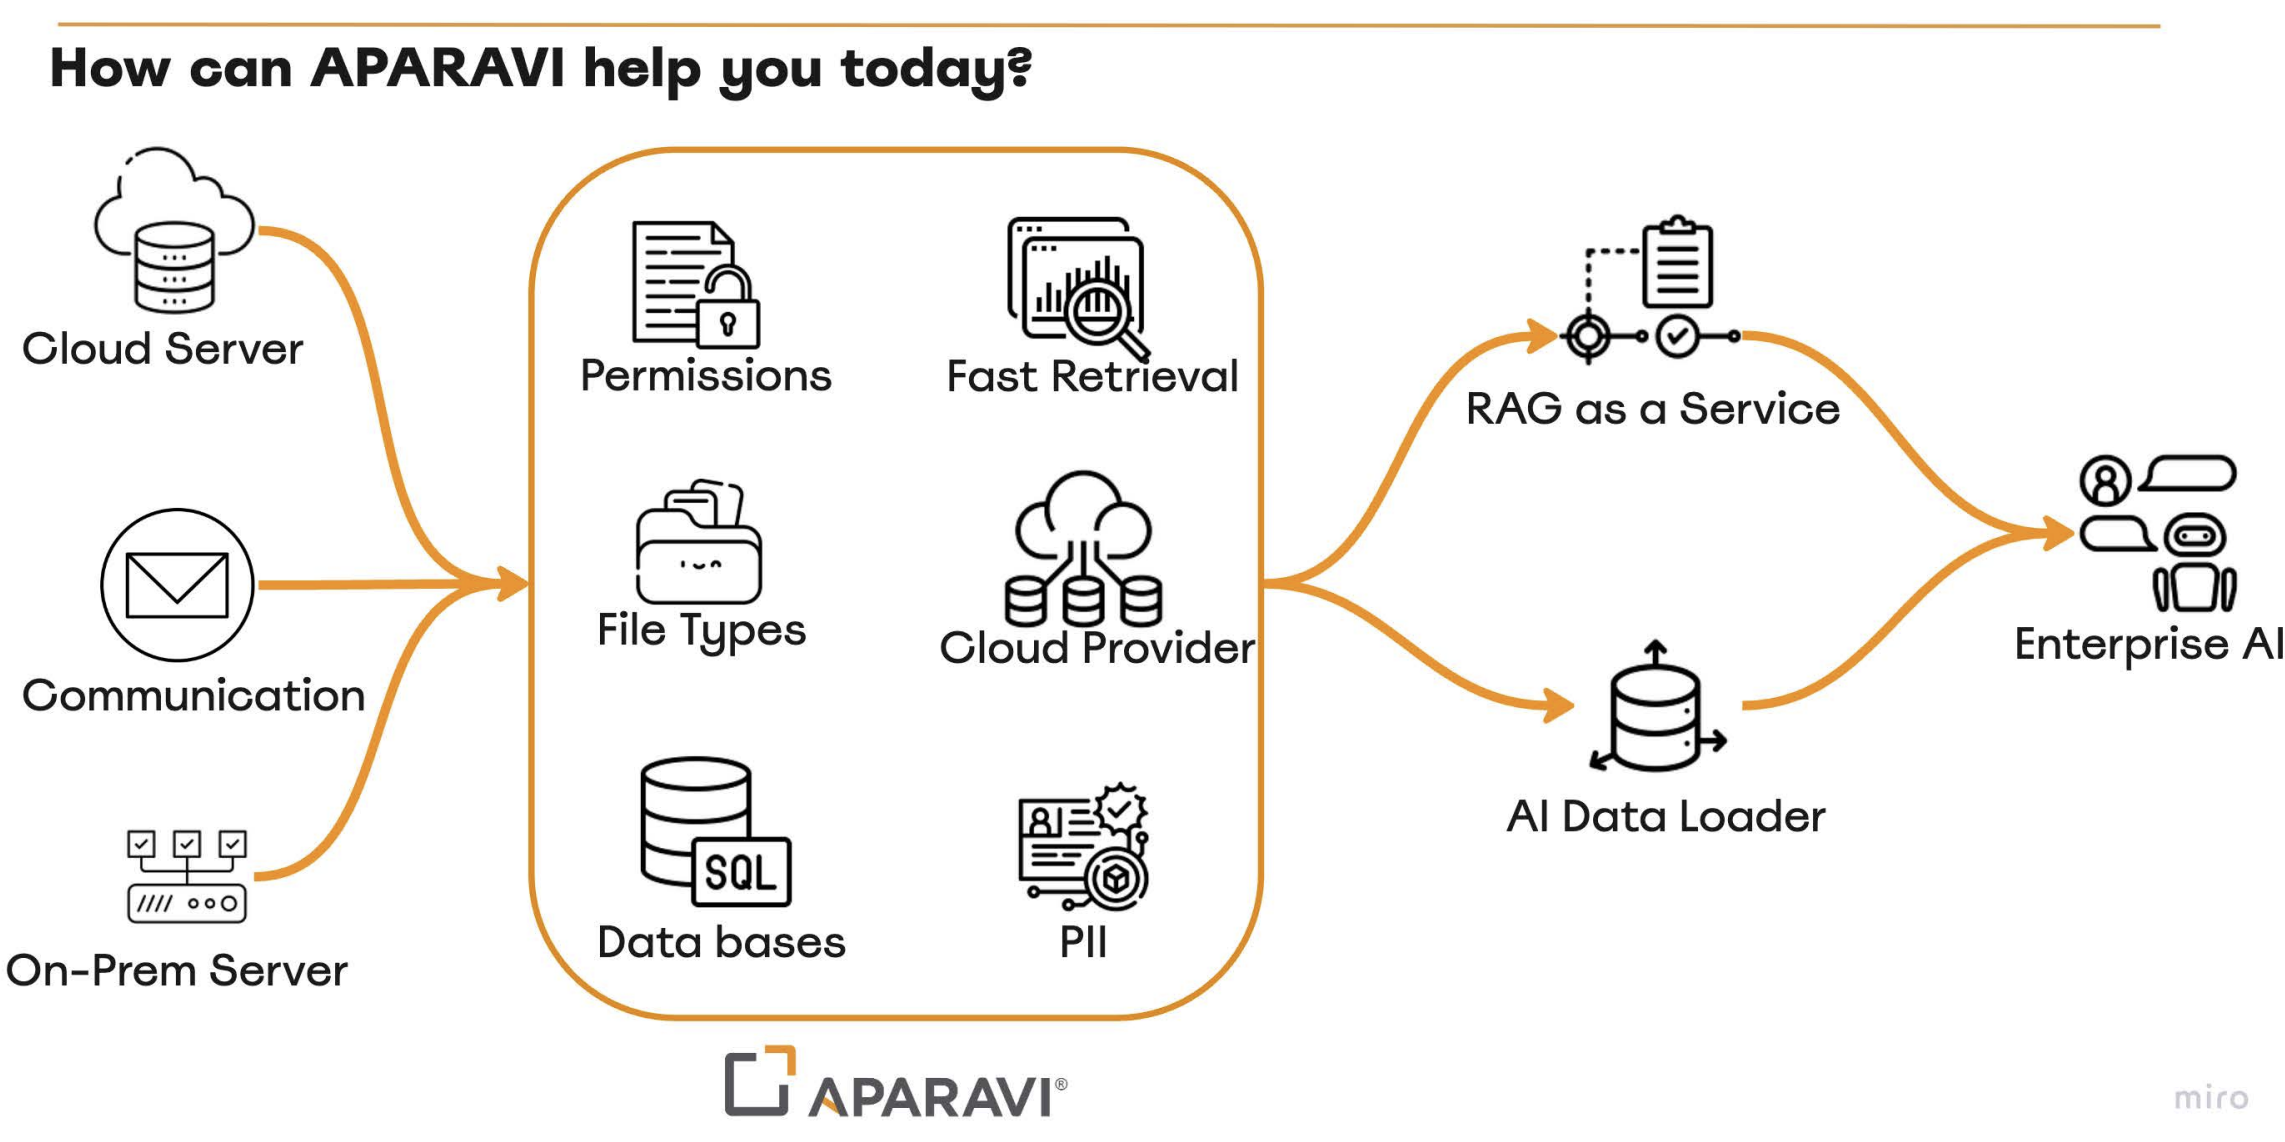 How can APARAVI help you today?
Cloud Server
Communication
On-Prem Server
Permissions
Fast Retrieval
File Types
Cloud Provider
SQL
Data bases
PII
APARAVI®
RAG as a Service
AI Data Loader
Enterprise AI
miro